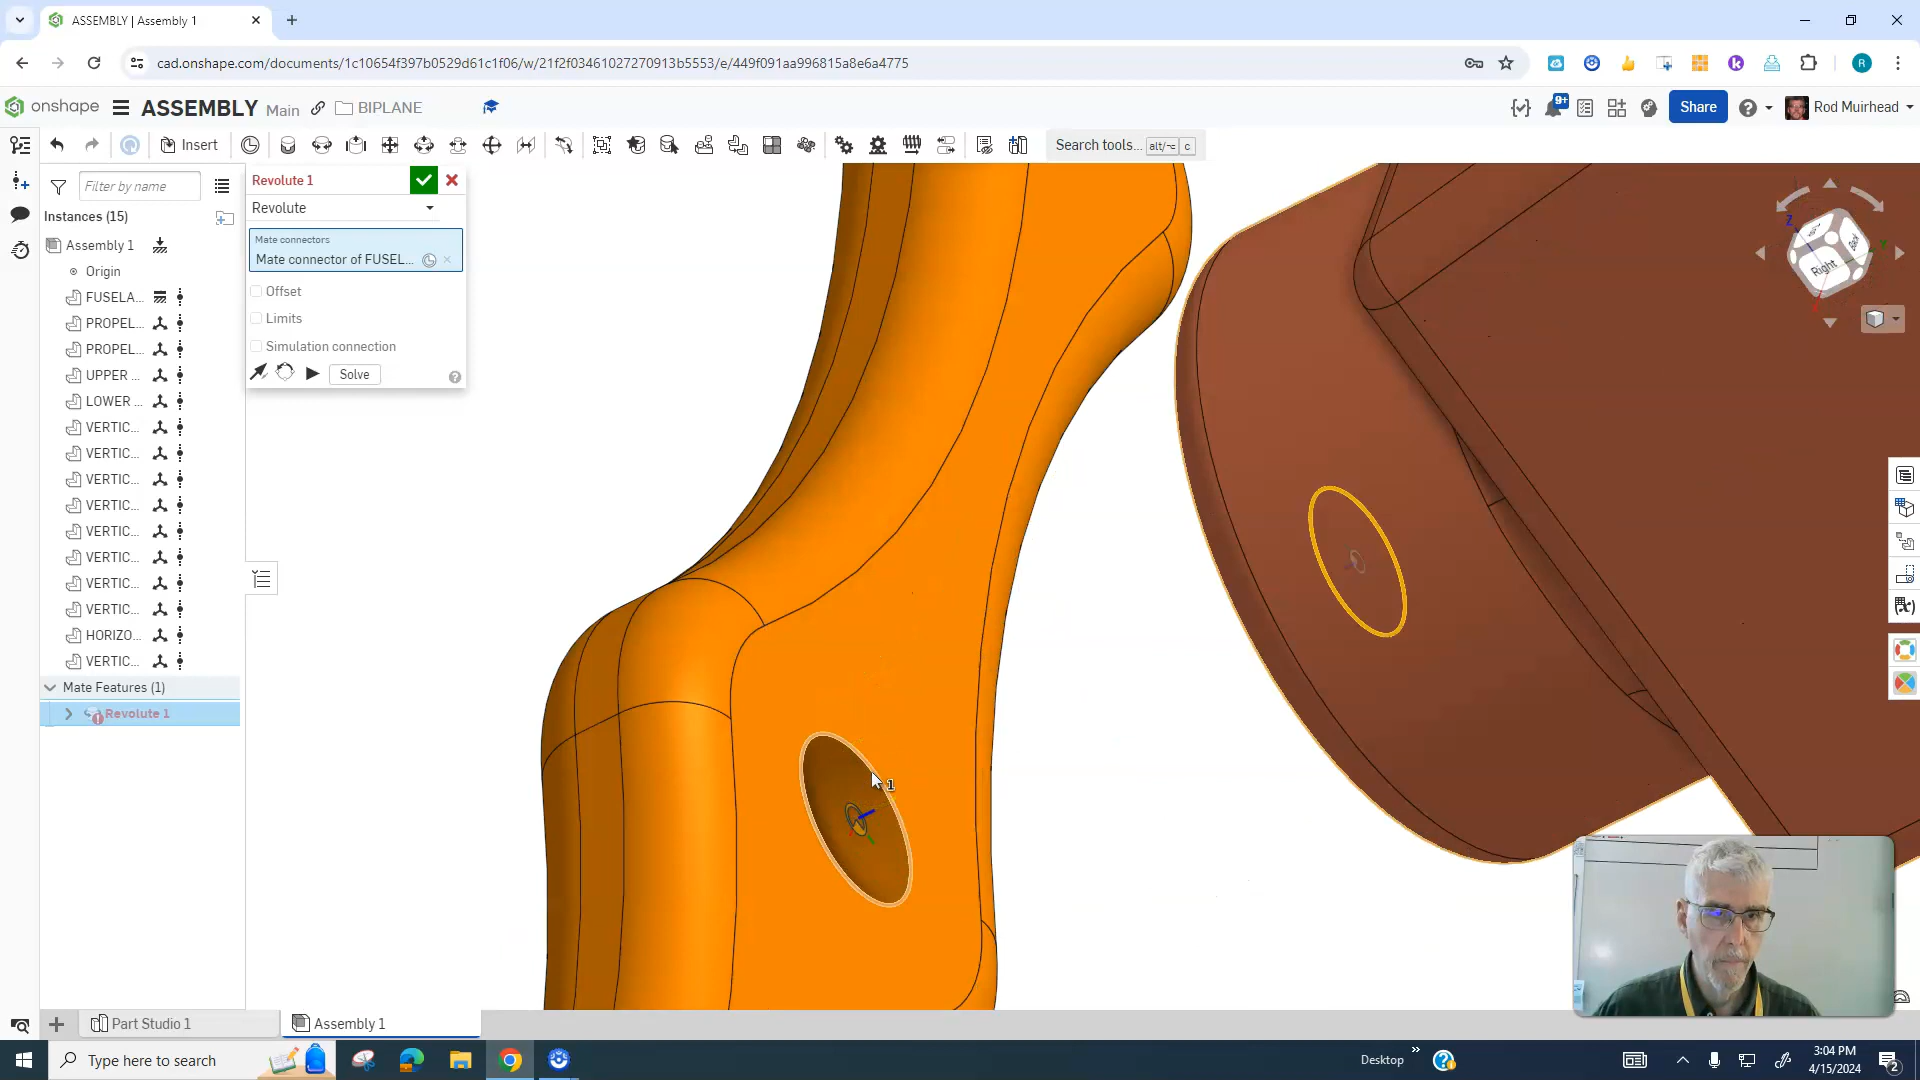 ASSEMBLY | Assembly 1
cad.onshape.com/documents/1c10654f397b0529d61c1f06/w/21f2f03461027270913b5553/e/449f091aa996815a8e6a4775
R
onshape ASSEMBLY Main BIPLANE
9+
Share
Rod Muirhead
Insert
Search tools... alt/⌥ c
Filter by name
Instances (15)
Assembly 1
Origin
FUSELA...
PROPEL...
PROPEL...
UPPER ...
LOWER ...
VERTIC...
VERTIC...
VERTIC...
VERTIC...
VERTIC...
VERTIC...
VERTIC...
VERTIC...
HORIZO...
VERTIC...
Mate Features (1)
Revolute 1
Revolute 1
Revolute
Mate connectors
Mate connector of FUSEL...
Offset
Limits
Simulation connection
Solve
1
Z
Y
Right
Part Studio 1
Assembly 1
Type here to search
Desktop
3:04 PM
4/15/2024
2